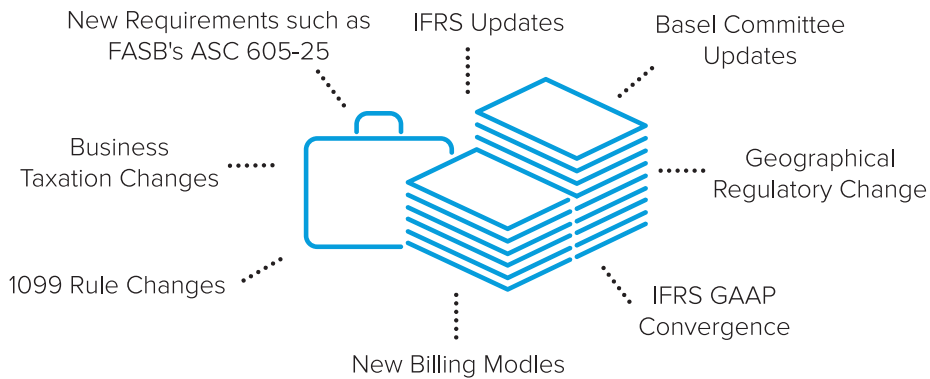 New Requirements such as
FASB's ASC 605-25
IFRS Updates
Basel Committee
Updates
Business
Taxation Changes
Geographical
Regulatory Change
1099 Rule Changes
IFRS GAAP
Convergence
New Billing Modles